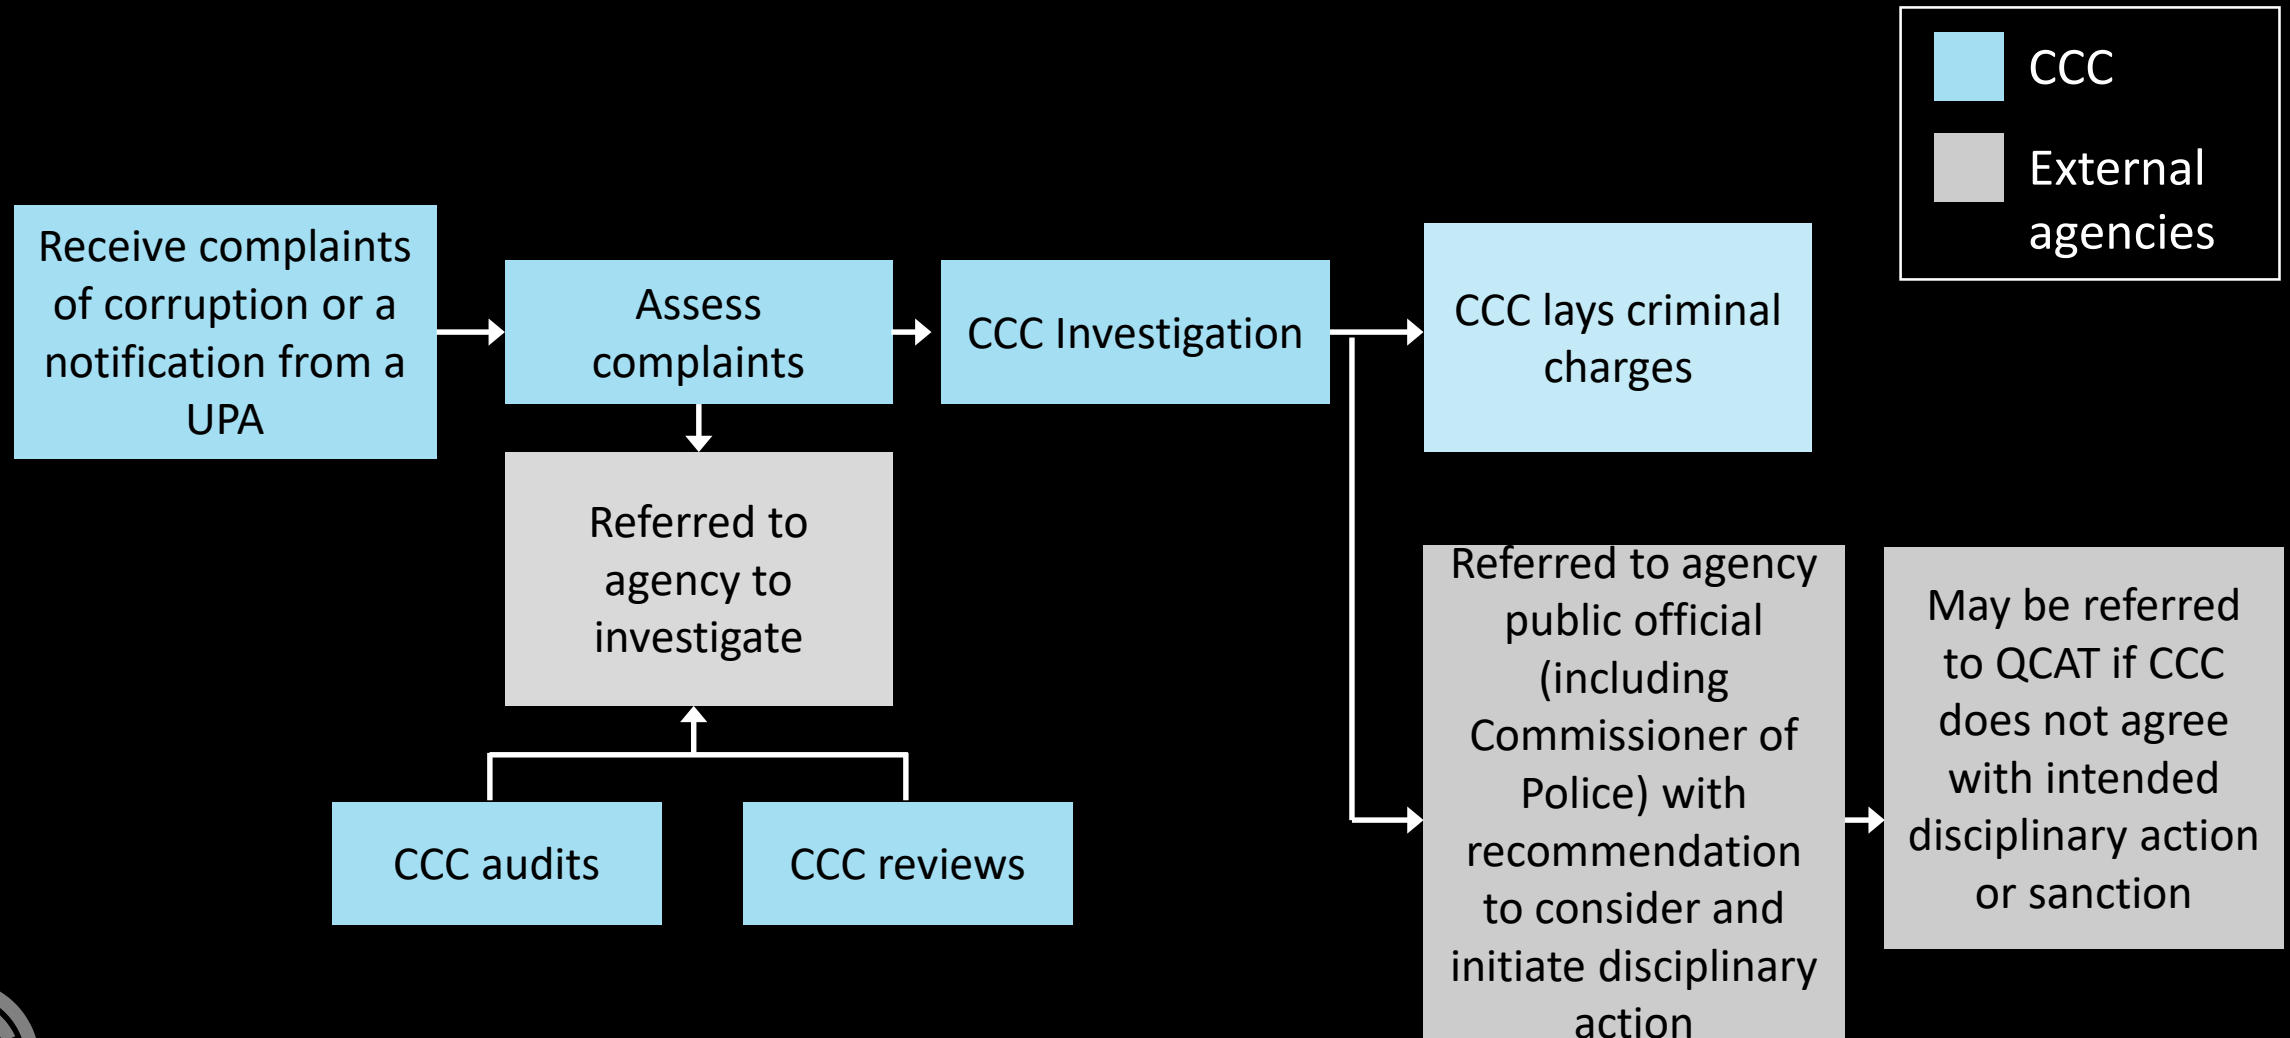 CCC
External
agencies
Receive complaints
of corruption or a
notification from a
UPA
Assess
complaints
CCC Investigation
CCC lays criminal
charges
Referred to
agency to
investigate
CCC audits
CCC reviews
Referred to agency
public official
(including
Commissioner of
Police) with
recommendation
to consider and
initiate disciplinary
action
May be referred
to QCAT if CCC
does not agree
with intended
disciplinary action
or sanction